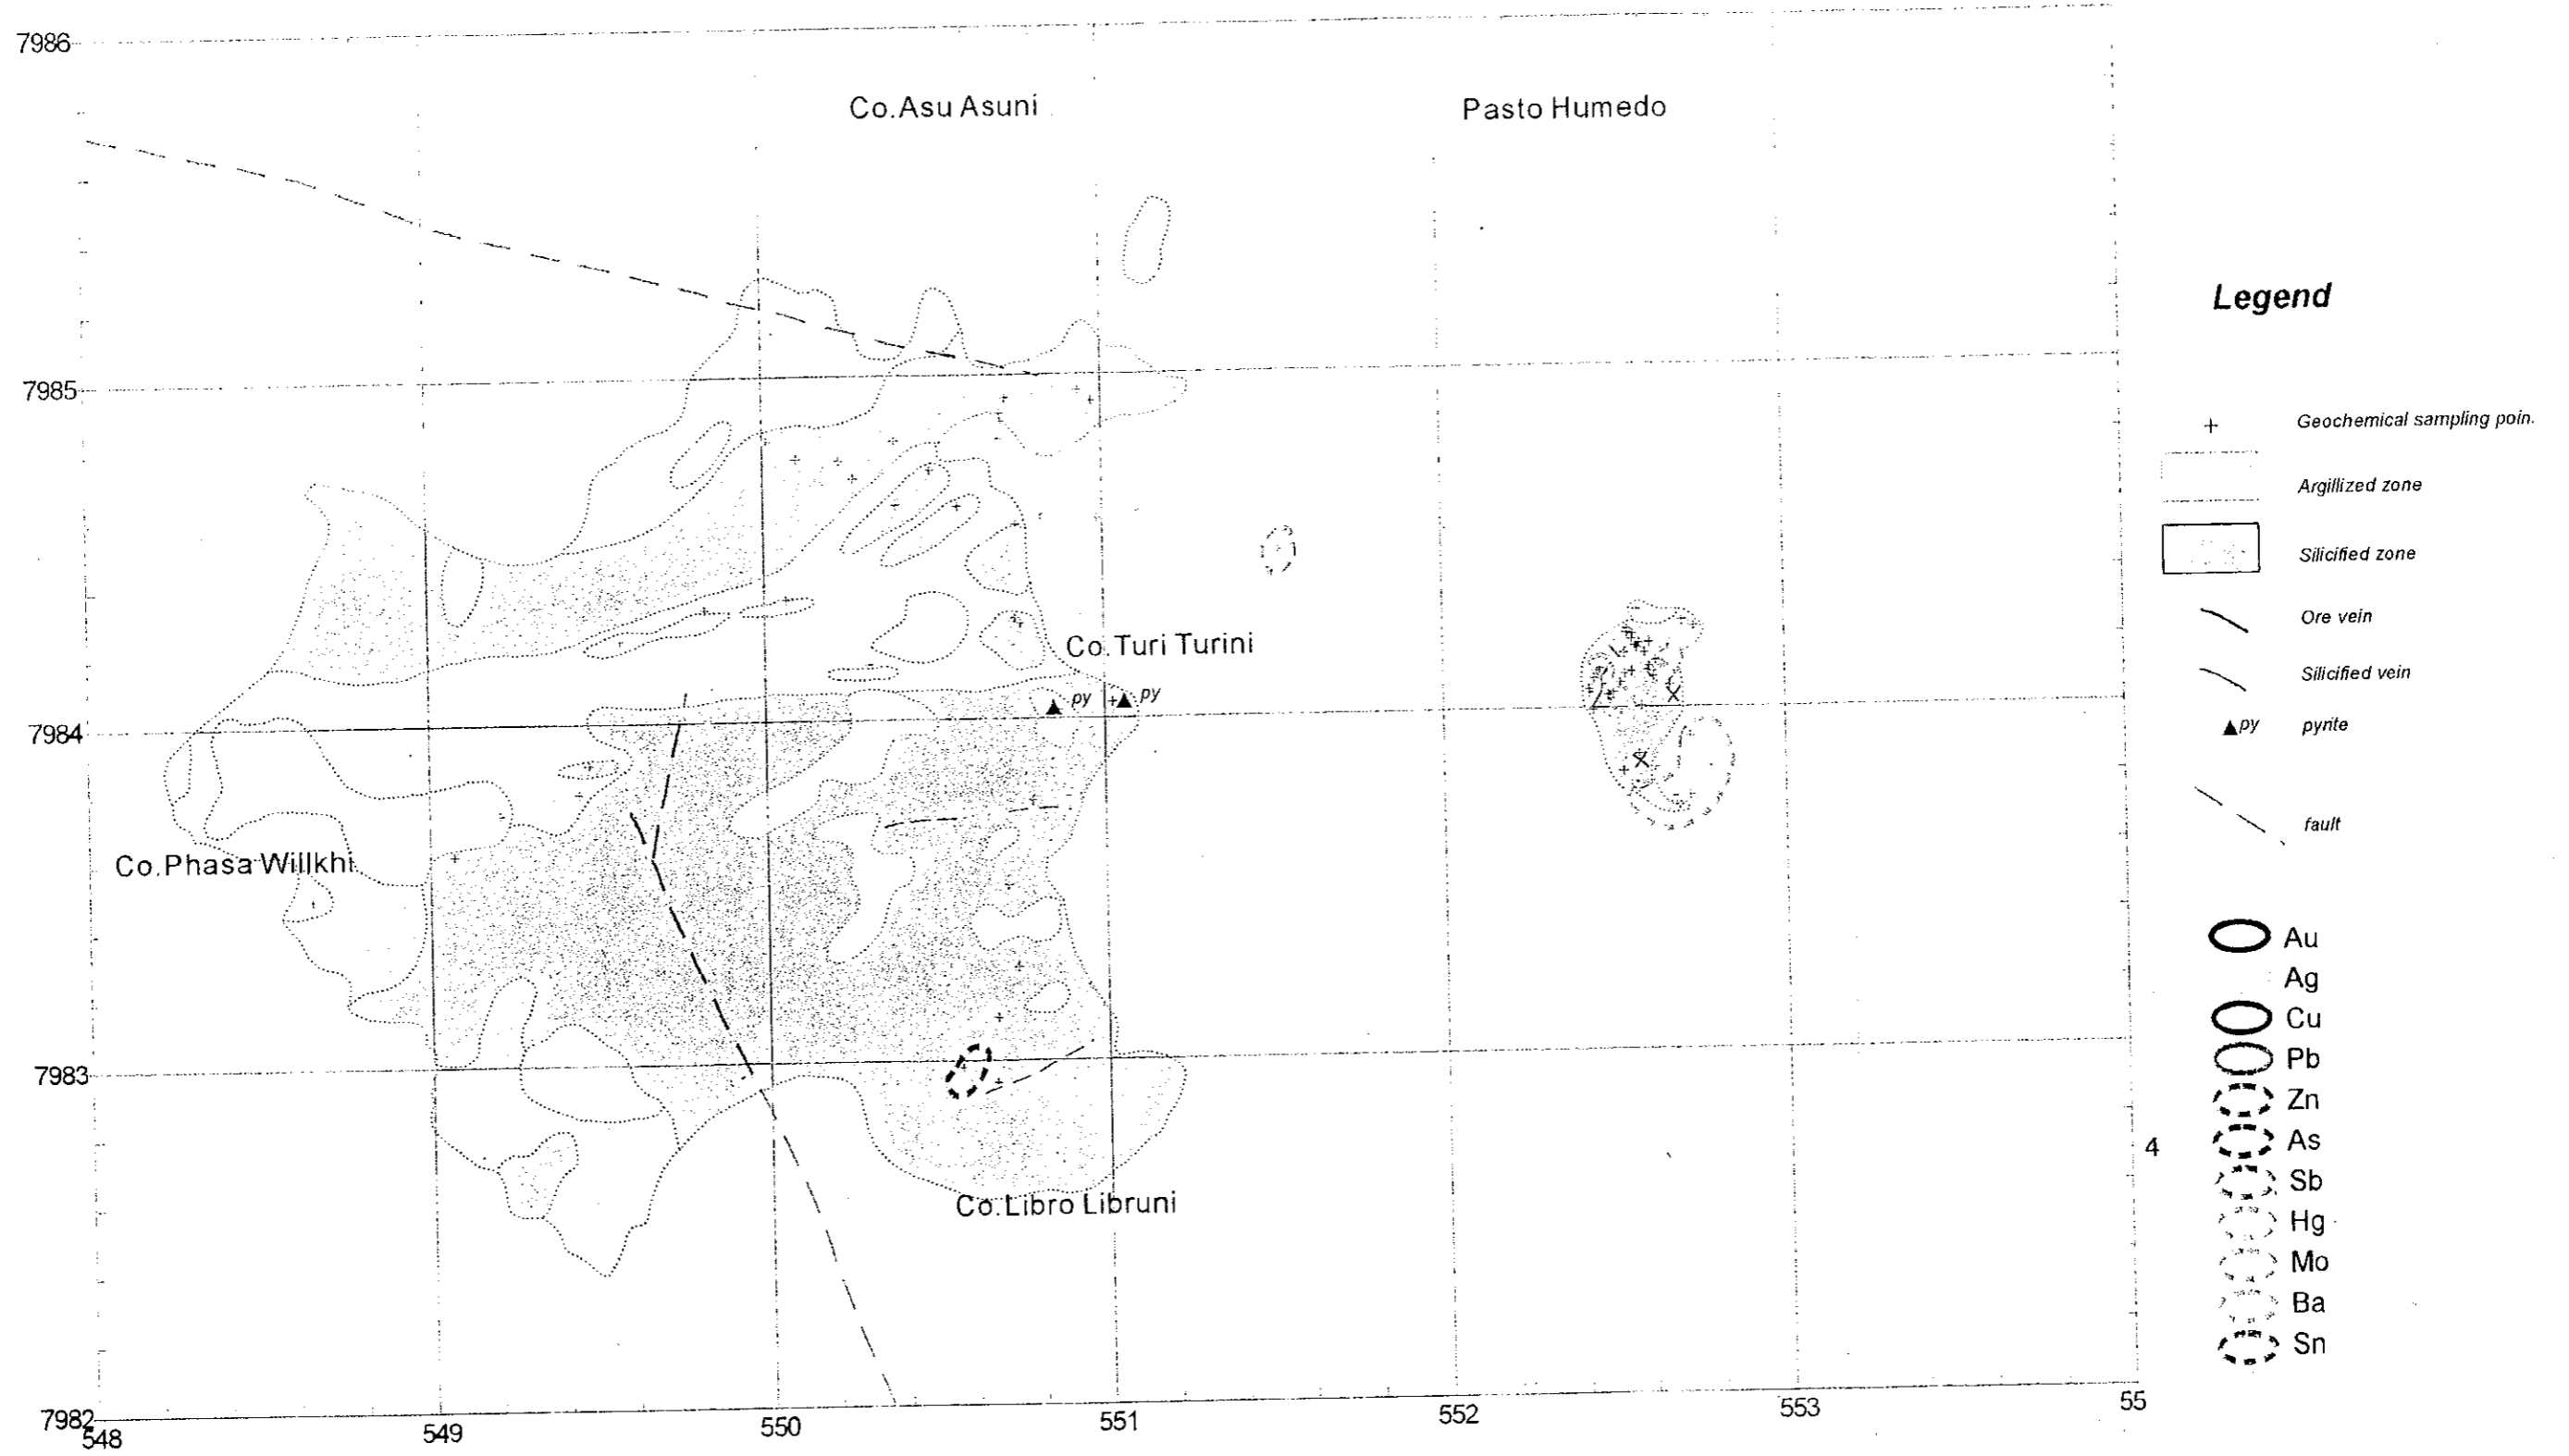 7986
Co.Asu Asuni
Pasto Humedo
Legend
7985
+ Geochemical sampling poin.
Argillized zone
Silicified zone
Ore vein
Co.Turi Turini
Silicified vein
py
py
7984
▲py pyrite
fault
Co.Phasa Willkhi
Au
Ag
Cu
Pb
7983
Zn
As
4
Sb
Co.Libro Libruni
Hg
Mo
Ba
Sn
7982
548
549
550
551
552
553
55